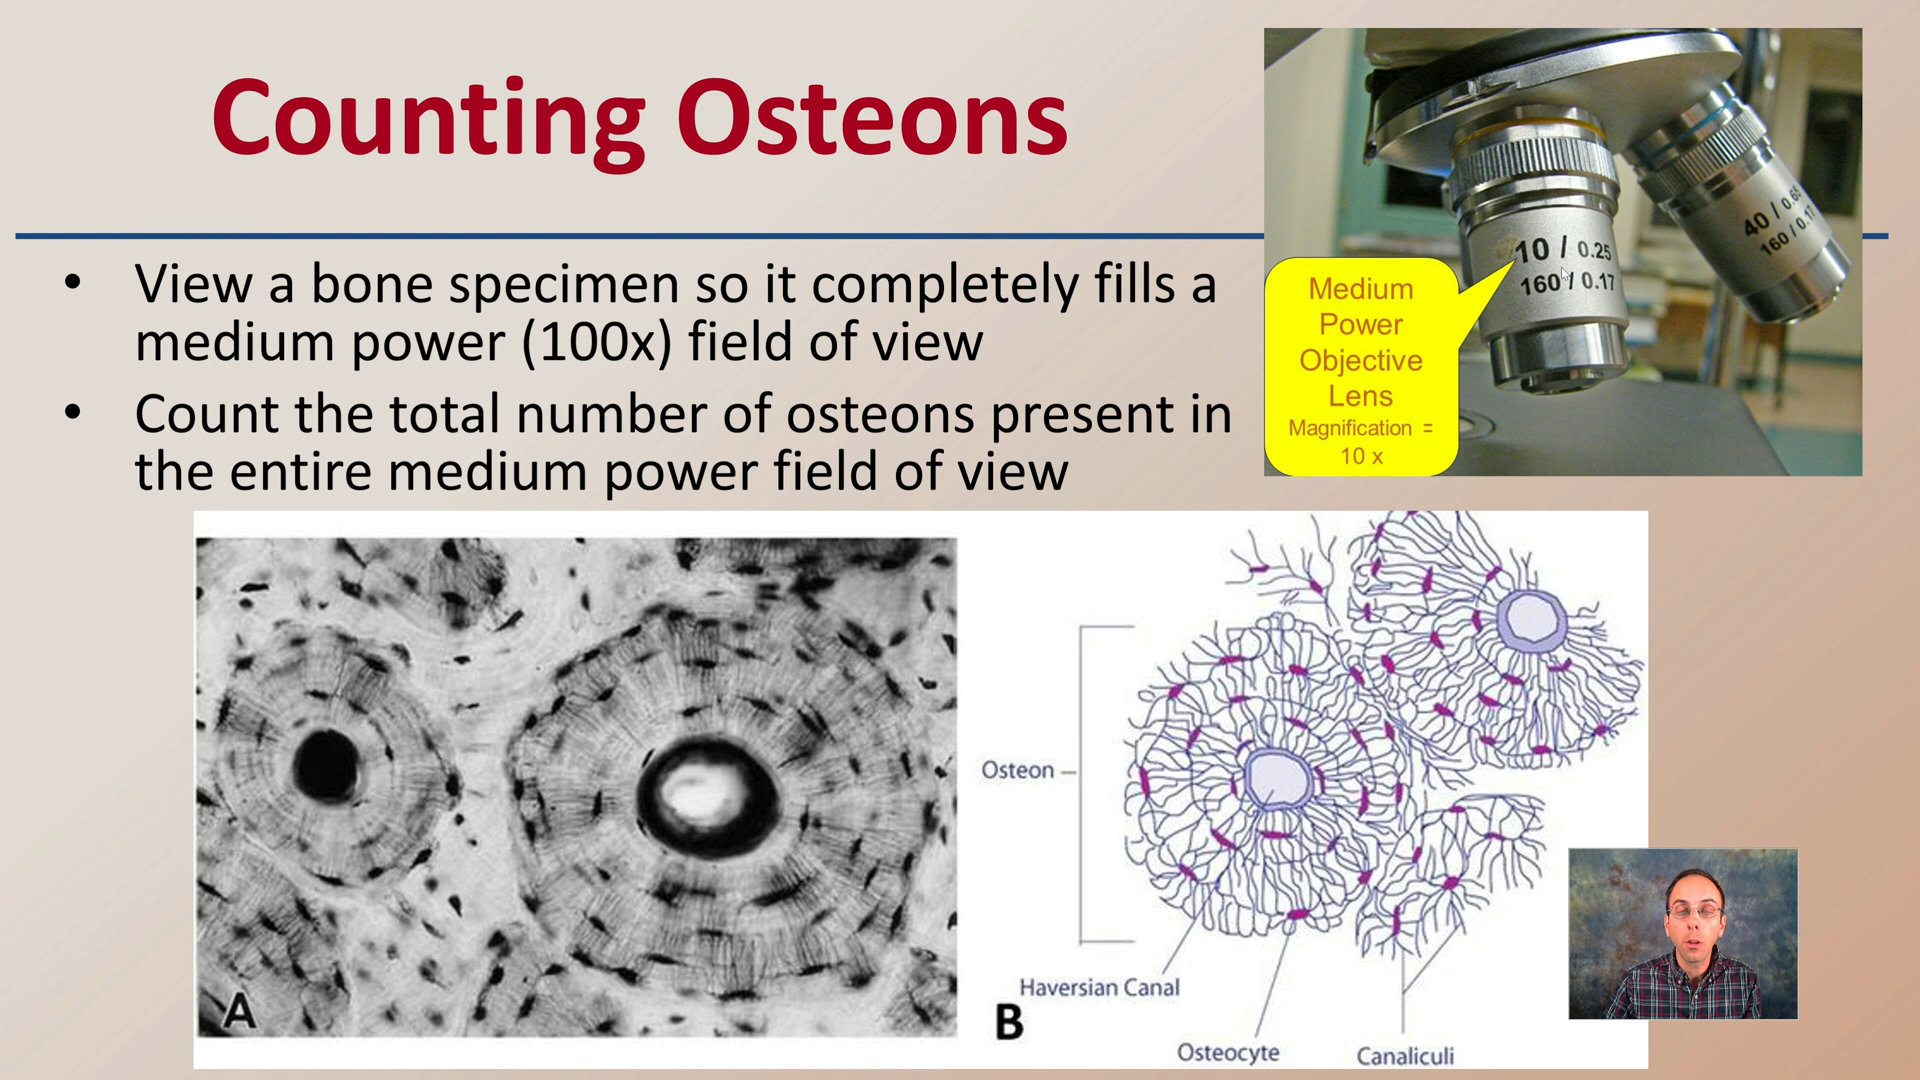 Counting Osteons
• View a bone specimen so it completely fills a
medium power (100x) field of view
• Count the total number of osteons present in
the entire medium power field of view
10 / 0.25
160 / 0.17
40 / 0.65
160 / 0.17
Medium
Power
Objective
Lens
Magnification =
10 x
A
Osteon
Haversian Canal
B
Osteocyte
Canaliculi